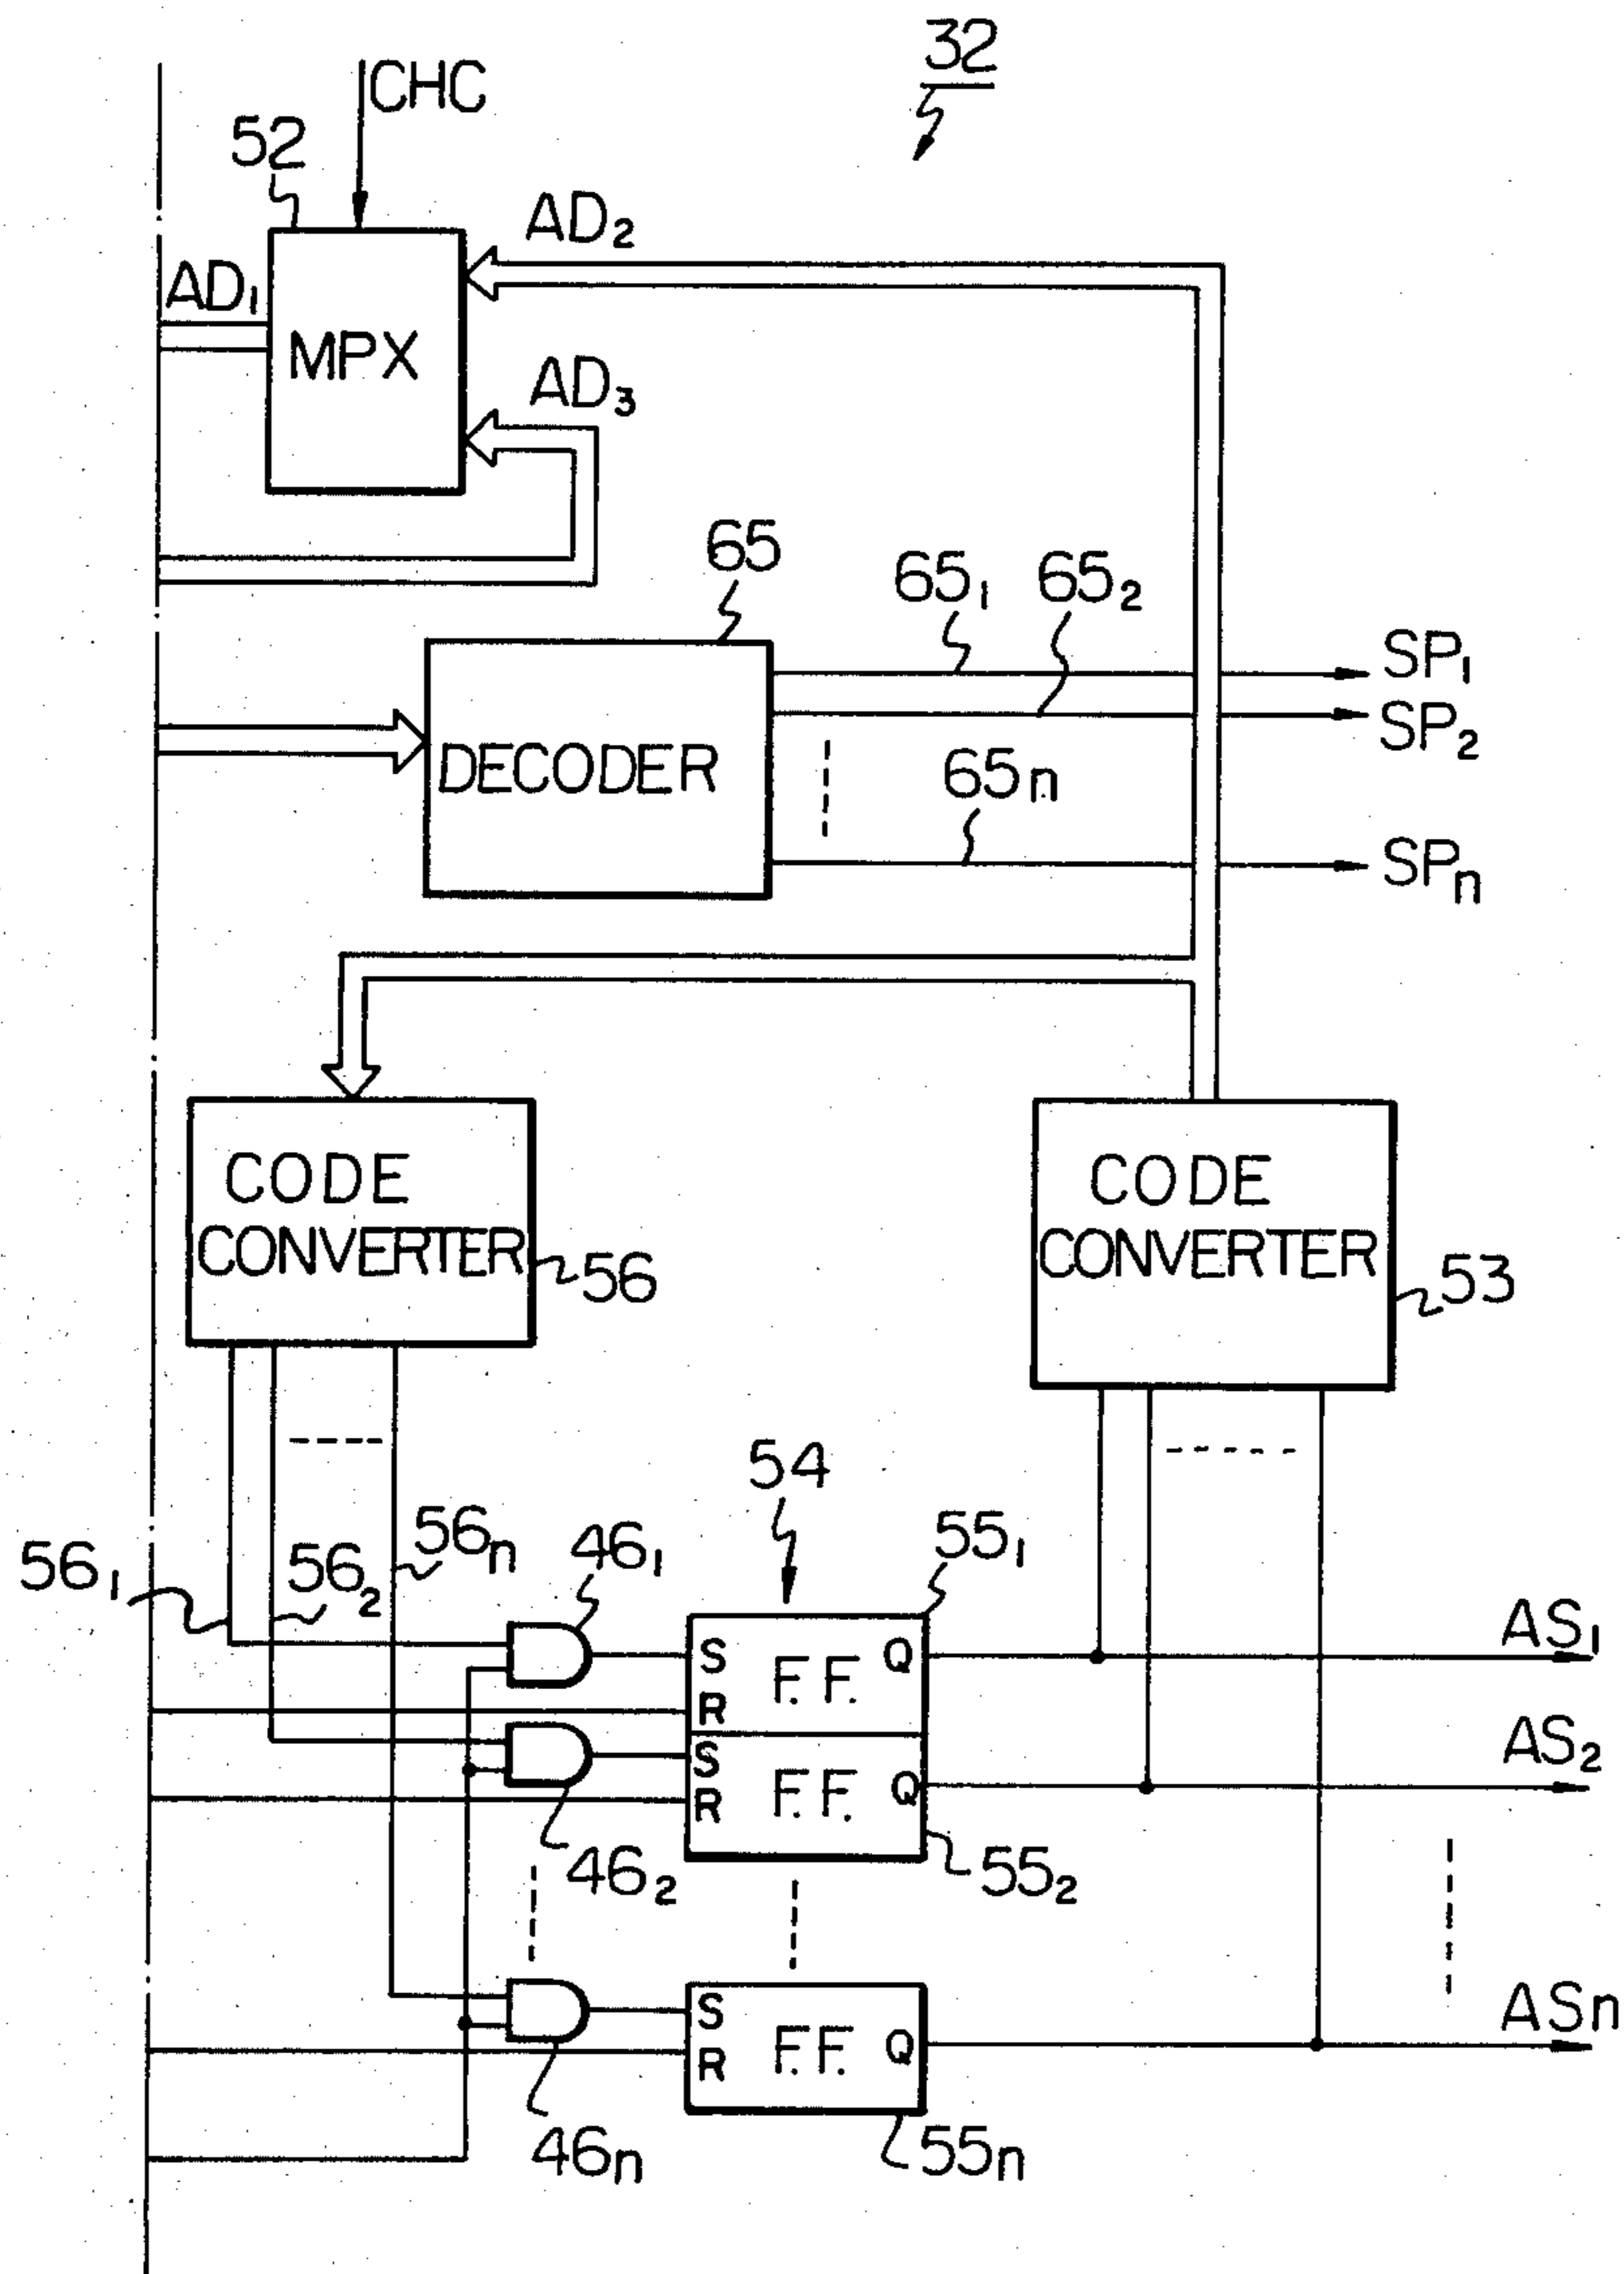 32
CHC
52
AD₂
AD₁
MPX
AD₃
65
65₁
65₂
SP₁
SP₂
DECODER
65n
SPn
CODE
CONVERTER
56
CODE
CONVERTER
53
54
56₁
56₂
56n
46₁
55₁
S
F.F.
Q
AS₁
R
S
F.F.
Q
AS₂
R
46₂
55₂
S
F.F.
Q
ASn
R
46n
55n